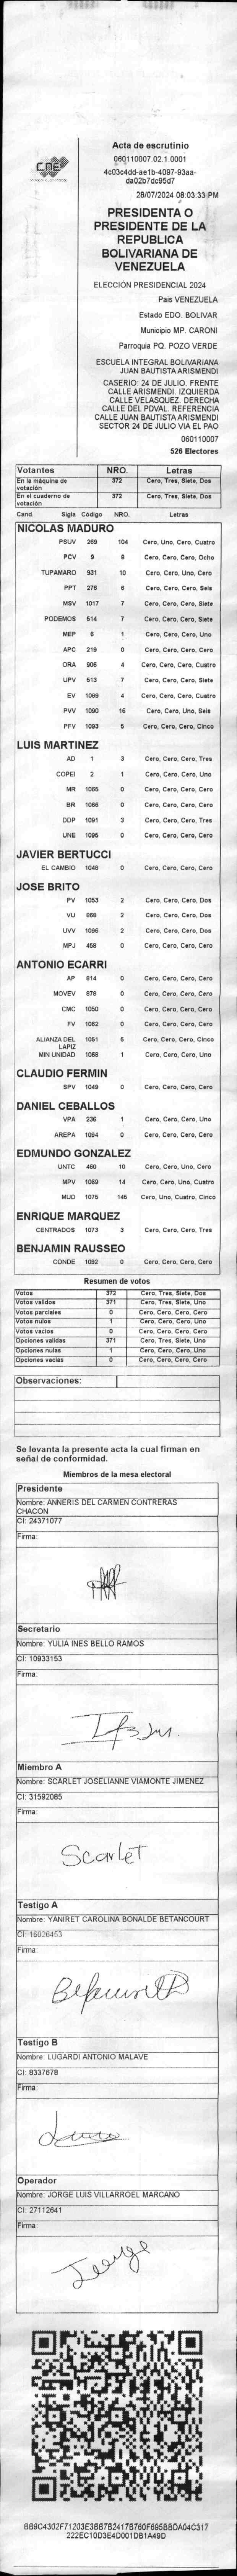 CNE
Acta de escrutinio
060110007.02.1.0001
4c03c4dd-ae1b-4097-93aa-
da02b7dc95d7
28/07/2024 08:03:33 PM
PRESIDENTA O
PRESIDENTE DE LA
REPUBLICA
BOLIVARIANA DE
VENEZUELA
ELECCIÓN PRESIDENCIAL 2024
Pais VENEZUELA
Estado EDO. BOLIVAR
Municipio MP. CARONI
Parroquia PQ. POZO VERDE
ESCUELA INTEGRAL BOLIVARIANA
JUAN BAUTISTA ARISMENDI
CASERIO: 24 DE JULIO. FRENTE
CALLE ARISMENDI. IZQUIERDA
CALLE VELASQUEZ. DERECHA
CALLE DEL PDVAL. REFERENCIA
CALLE JUAN BAUTISTA ARISMENDI
SECTOR 24 DE JULIO VIA EL PAO
060110007
526 Electores
Votantes NRO. Letras
En la máquina de votación 372 Cero, Tres, Siete, Dos
En el cuaderno de votación 372 Cero, Tres, Siete, Dos
Cand. Sigla Código NRO. Letras
NICOLAS MADURO
PSUV 269 104 Cero, Uno, Cero, Cuatro
PCV 9 8 Cero, Cero, Cero, Ocho
TUPAMARO 931 10 Cero, Cero, Uno, Cero
PPT 276 6 Cero, Cero, Cero, Seis
MSV 1017 7 Cero, Cero, Cero, Siete
PODEMOS 514 7 Cero, Cero, Cero, Siete
MEP 6 1 Cero, Cero, Cero, Uno
APC 219 0 Cero, Cero, Cero, Cero
ORA 906 4 Cero, Cero, Cero, Cuatro
UPV 513 7 Cero, Cero, Cero, Siete
EV 1089 4 Cero, Cero, Cero, Cuatro
PVV 1090 16 Cero, Cero, Uno, Seis
PFV 1093 5 Cero, Cero, Cero, Cinco
LUIS MARTINEZ
AD 1 3 Cero, Cero, Cero, Tres
COPEI 2 1 Cero, Cero, Cero, Uno
MR 1065 0 Cero, Cero, Cero, Cero
BR 1066 0 Cero, Cero, Cero, Cero
DDP 1091 3 Cero, Cero, Cero, Tres
UNE 1095 0 Cero, Cero, Cero, Cero
JAVIER BERTUCCI
EL CAMBIO 1048 0 Cero, Cero, Cero, Cero
JOSE BRITO
PV 1053 2 Cero, Cero, Cero, Dos
VU 868 2 Cero, Cero, Cero, Dos
UVV 1096 2 Cero, Cero, Cero, Dos
MPJ 458 0 Cero, Cero, Cero, Cero
ANTONIO ECARRI
AP 814 0 Cero, Cero, Cero, Cero
MOVEV 878 0 Cero, Cero, Cero, Cero
CMC 1050 0 Cero, Cero, Cero, Cero
FV 1062 0 Cero, Cero, Cero, Cero
ALIANZA DEL LAPIZ 1051 5 Cero, Cero, Cero, Cinco
MIN UNIDAD 1068 1 Cero, Cero, Cero, Uno
CLAUDIO FERMIN
SPV 1049 0 Cero, Cero, Cero, Cero
DANIEL CEBALLOS
VPA 236 1 Cero, Cero, Cero, Uno
AREPA 1094 0 Cero, Cero, Cero, Cero
EDMUNDO GONZALEZ
UNTC 460 10 Cero, Cero, Uno, Cero
MPV 1069 14 Cero, Cero, Uno, Cuatro
MUD 1075 145 Cero, Uno, Cuatro, Cinco
ENRIQUE MARQUEZ
CENTRADOS 1073 3 Cero, Cero, Cero, Tres
BENJAMIN RAUSSEO
CONDE 1092 0 Cero, Cero, Cero, Cero
Resumen de votos
Votos 372 Cero, Tres, Siete, Dos
Votos validos 371 Cero, Tres, Siete, Uno
Votos parciales 0 Cero, Cero, Cero, Cero
Votos nulos 1 Cero, Cero, Cero, Uno
Votos vacios 0 Cero, Cero, Cero, Cero
Opciones validas 371 Cero, Tres, Siete, Uno
Opciones nulas 1 Cero, Cero, Cero, Uno
Opciones vacias 0 Cero, Cero, Cero, Cero
Observaciones:
Se levanta la presente acta la cual firman en
señal de conformidad.
Miembros de la mesa electoral
Presidente
Nombre: ANNERIS DEL CARMEN CONTRERAS
CHACON
CI: 24371077
Firma:
Secretario
Nombre: YULIA INES BELLO RAMOS
CI: 10933153
Firma:
Miembro A
Nombre: SCARLET JOSELIANNE VIAMONTE JIMENEZ
CI: 31592085
Firma:
Scarlet
Testigo A
Nombre: YANIRET CAROLINA BONALDE BETANCOURT
CI: 16026453
Firma:
Testigo B
Nombre: LUGARDI ANTONIO MALAVE
CI: 8337678
Firma:
Operador
Nombre: JORGE LUIS VILLARROEL MARCANO
CI: 27112641
Firma:
Jorge
BB9C4302F71203E3BB7B2417B760F695BBDA04C317
222EC10D3E4D001DB1A49D